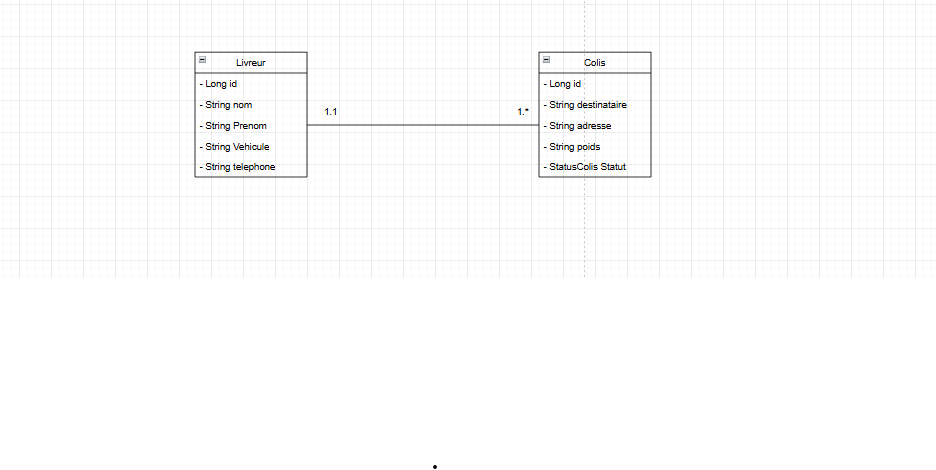 Livreur
- Long id
- String nom
- String Prenom
- String Vehicule
- String telephone
1.1
1.*
Colis
- Long id
- String destinataire
- String adresse
- String poids
- StatusColis Statut